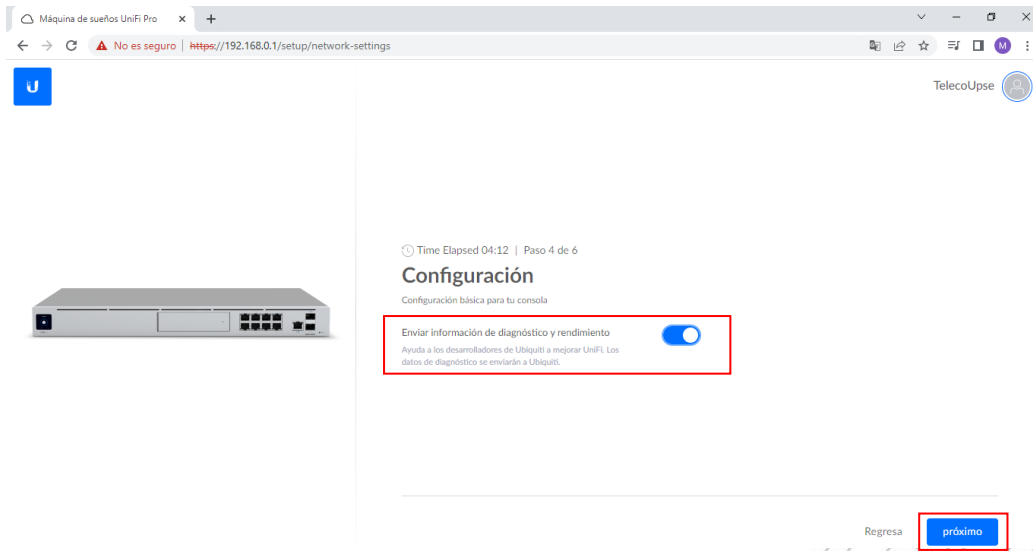 Máquina de sueños UniFi Pro
No es seguro | https://192.168.0.1/setup/network-settings
M
TelecoUpse
Time Elapsed 04:12 | Paso 4 de 6
Configuración
Configuración básica para tu consola
Enviar información de diagnóstico y rendimiento
Ayuda a los desarrolladores de Ubiquiti a mejorar UniFi. Los
datos de diagnóstico se enviarán a Ubiquiti.
Regresa
próximo